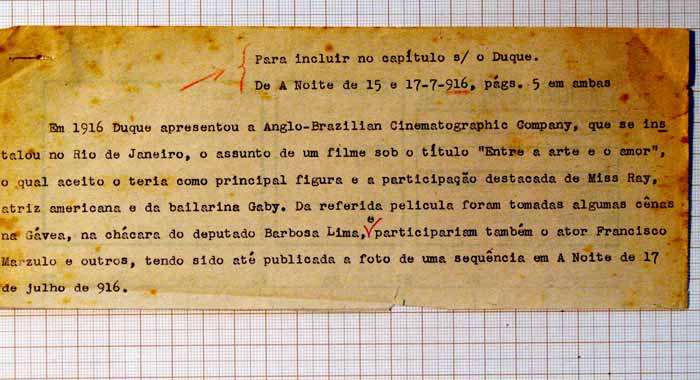 Para incluir no capítulo s/ o Duque.
De A Noite de 15 e 17-7-916, págs. 5 em ambas
Em 1916 Duque apresentou a Anglo-Brazilian Cinematographic Company, que se ins
talou no Rio de Janeiro, o assunto de um filme sob o título "Entre a arte e o amor",
o qual aceito o teria como principal figura e a participação destacada de Miss Ray,
atriz americana e da bailarina Gaby. Da referida pelicula foram tomadas algumas cênas
na Gávea, na chácara do deputado Barbosa Lima, e participariam também o ator Francisco
Marzulo e outros, tendo sido até publicada a foto de uma sequência em A Noite de 17
de julho de 916.